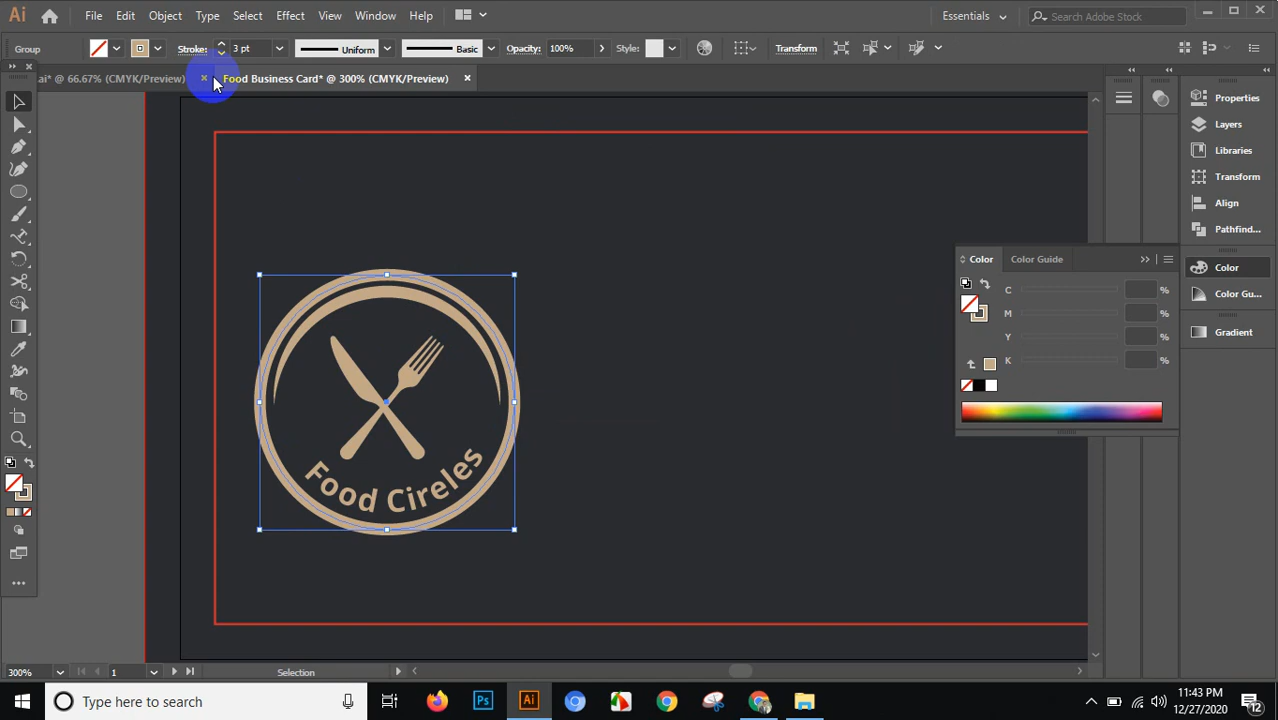 Ai File Edit Object Type Select Effect View Window Help Essentials Search Adobe Stock
Group Stroke: 3 pt Uniform Basic Opacity: 100% Style: Transform
.ai* @ 66.67% (CMYK/Preview) × Food Business Card* @ 300% (CMYK/Preview) ×
Properties
Layers
Libraries
Transform
Align
Pathfind...
Color
Color Gu...
Gradient
Color Color Guide
C %
M %
Y %
K %
Food Cireles
300% 1 Selection
Type here to search
Ps Ai
11:43 PM
12/27/2020
12